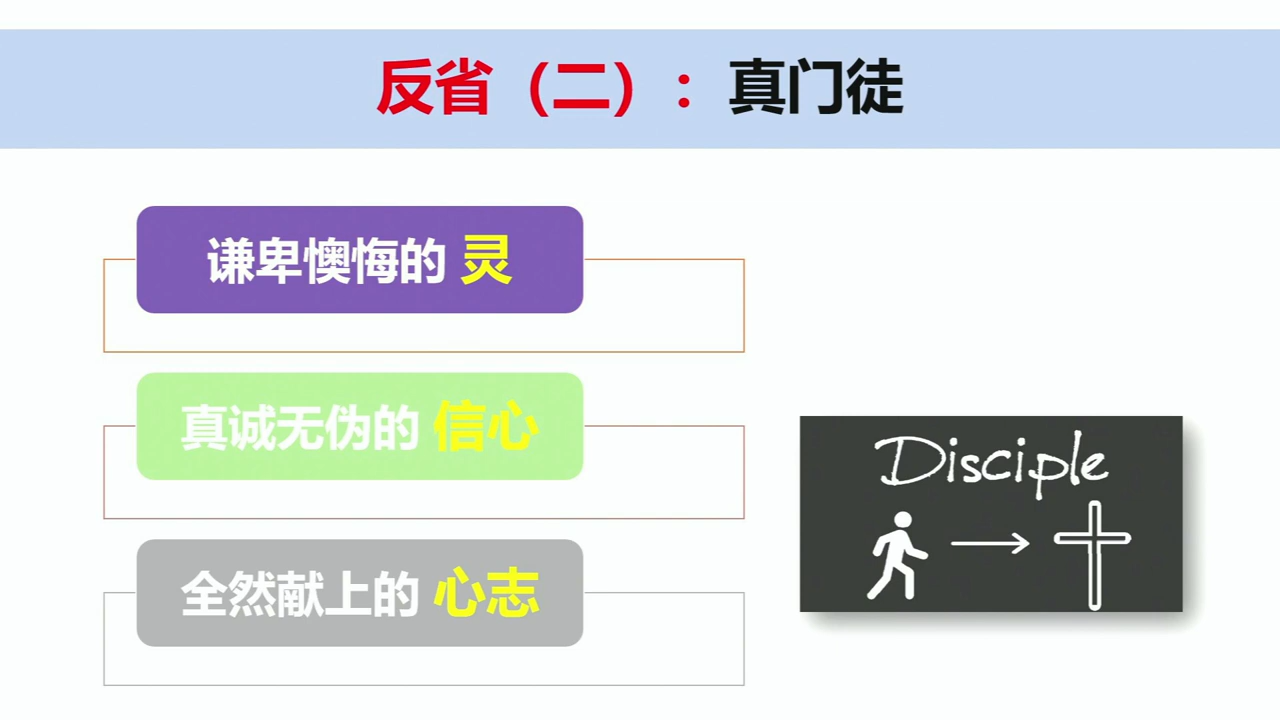 反省（二）：真门徒
谦卑懊悔的 灵
真诚无伪的 信心
全然献上的 心志
Disciple